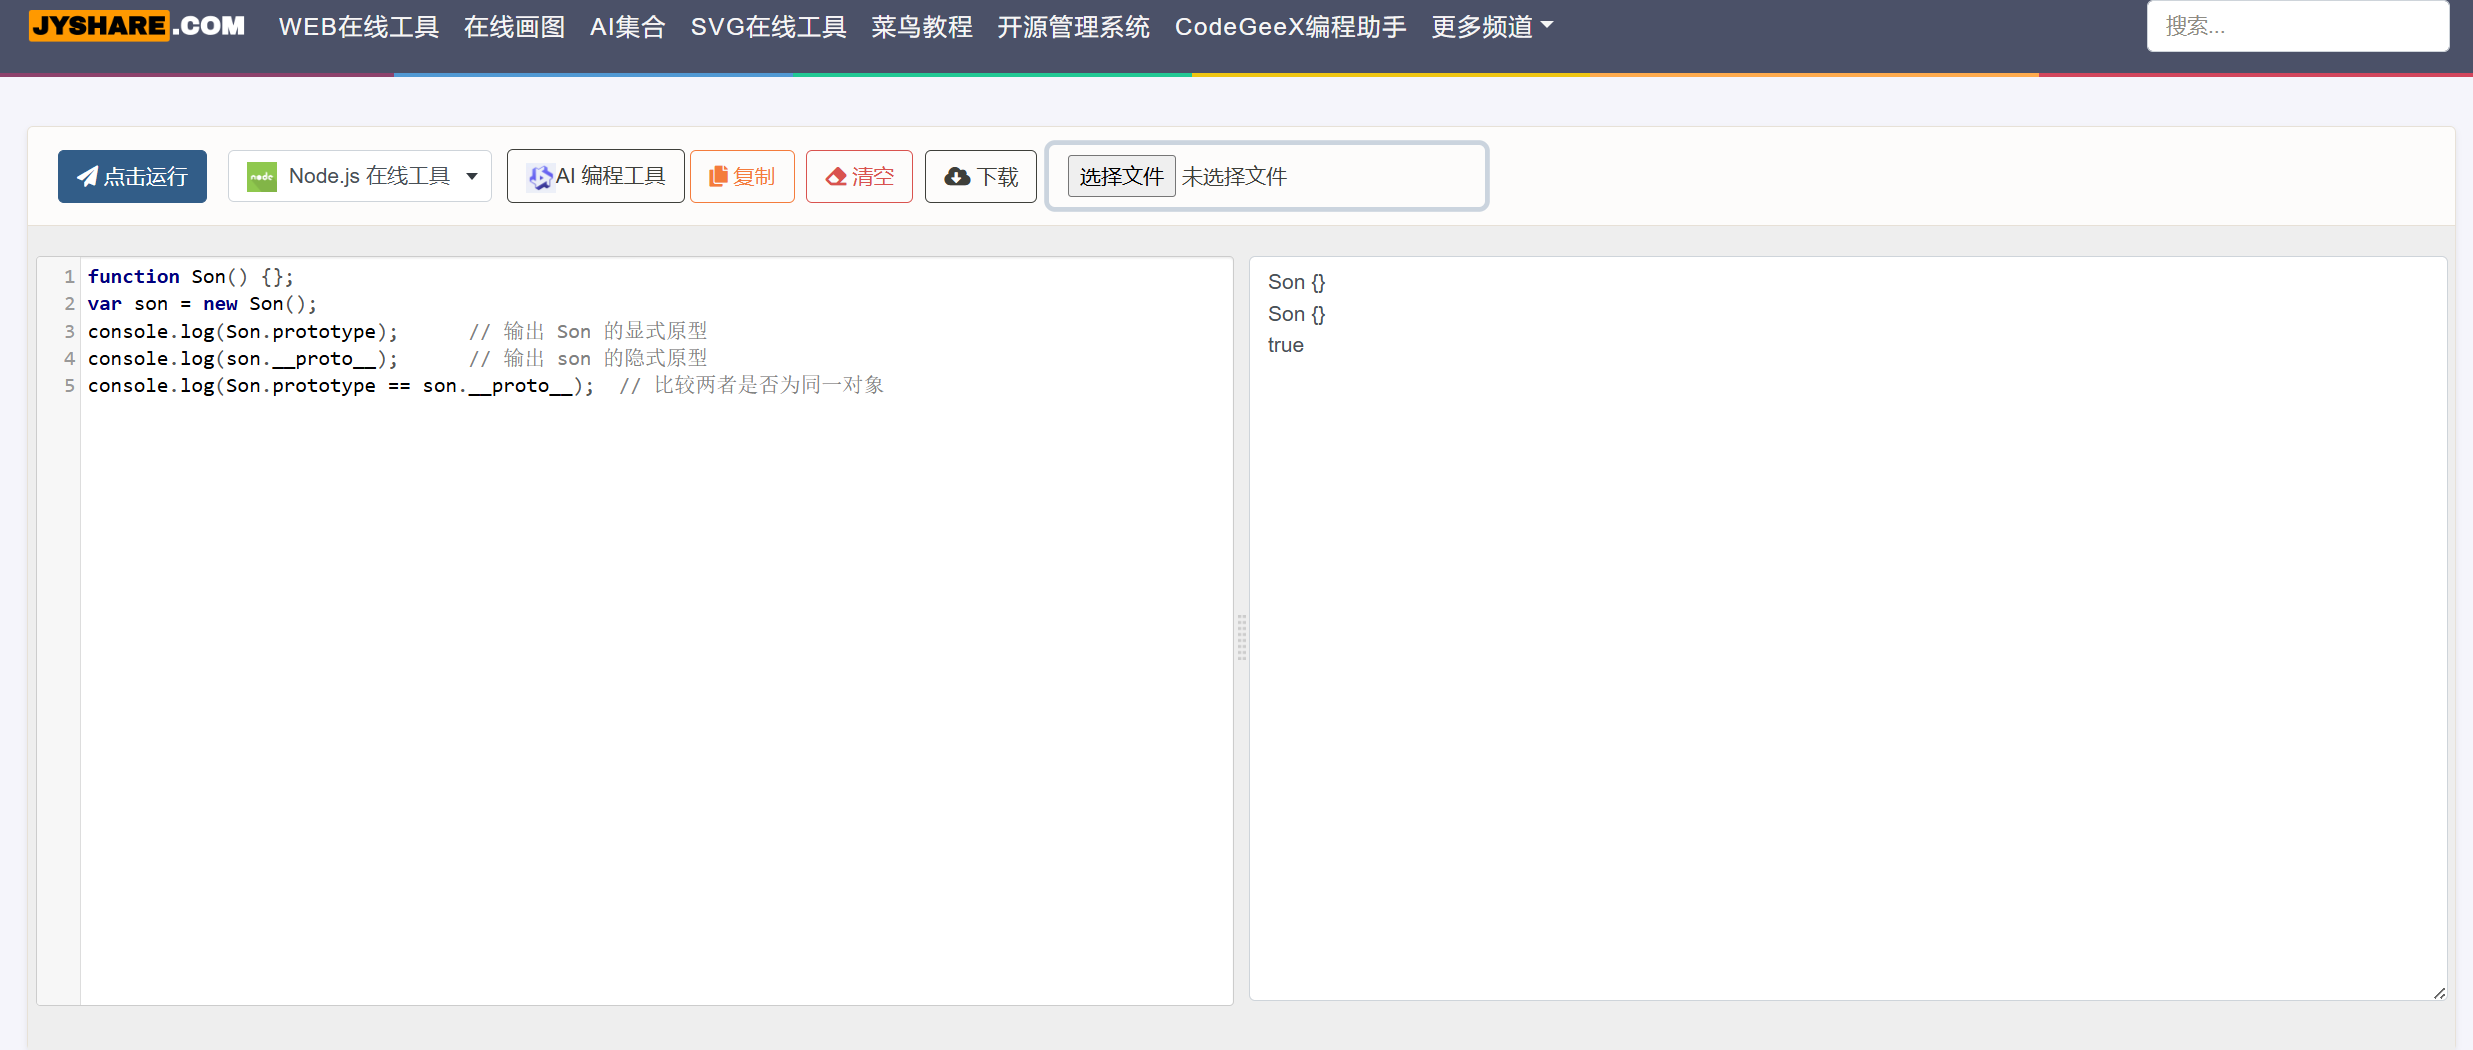 JYSHARE.COM WEB在线工具 在线画图 AI集合 SVG在线工具 菜鸟教程 开源管理系统 CodeGeeX编程助手 更多频道 搜索...
点击运行 node Node.js 在线工具 AI 编程工具 复制 清空 下载 选择文件 未选择文件
1 function Son() {};
2 var son = new Son();
3 console.log(Son.prototype); // 输出 Son 的显式原型
4 console.log(son.__proto__); // 输出 son 的隐式原型
5 console.log(Son.prototype == son.__proto__); // 比较两者是否为同一对象
Son {}
Son {}
true